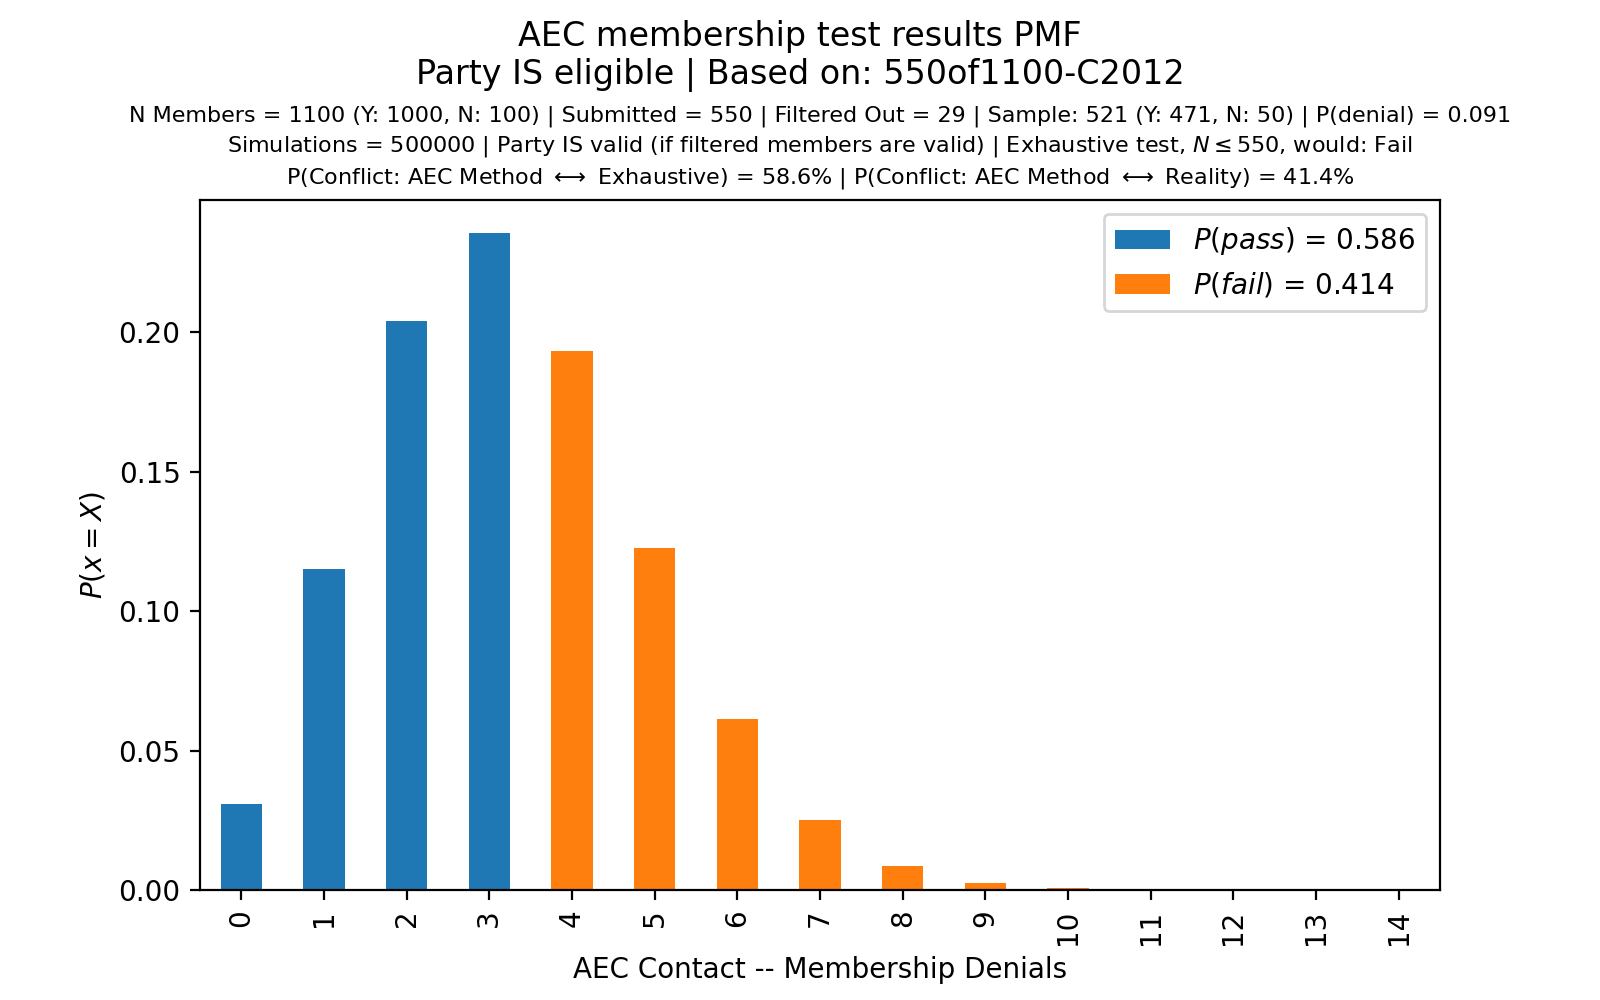 AEC membership test results PMF
Party IS eligible | Based on: 550of1100-C2012
N Members = 1100 (Y: 1000, N: 100) | Submitted = 550 | Filtered Out = 29 | Sample: 521 (Y: 471, N: 50) | P(denial) = 0.091
Simulations = 500000 | Party IS valid (if filtered members are valid) | Exhaustive test, N ≤ 550, would: Fail
P(Conflict: AEC Method ⟷ Exhaustive) = 58.6% | P(Conflict: AEC Method ⟷ Reality) = 41.4%
P(pass) = 0.586
P(fail) = 0.414
0.20
0.15
0.10
0.05
0.00
P(x = X)
0 1 2 3 4 5 6 7 8 9 10 11 12 13 14
AEC Contact -- Membership Denials